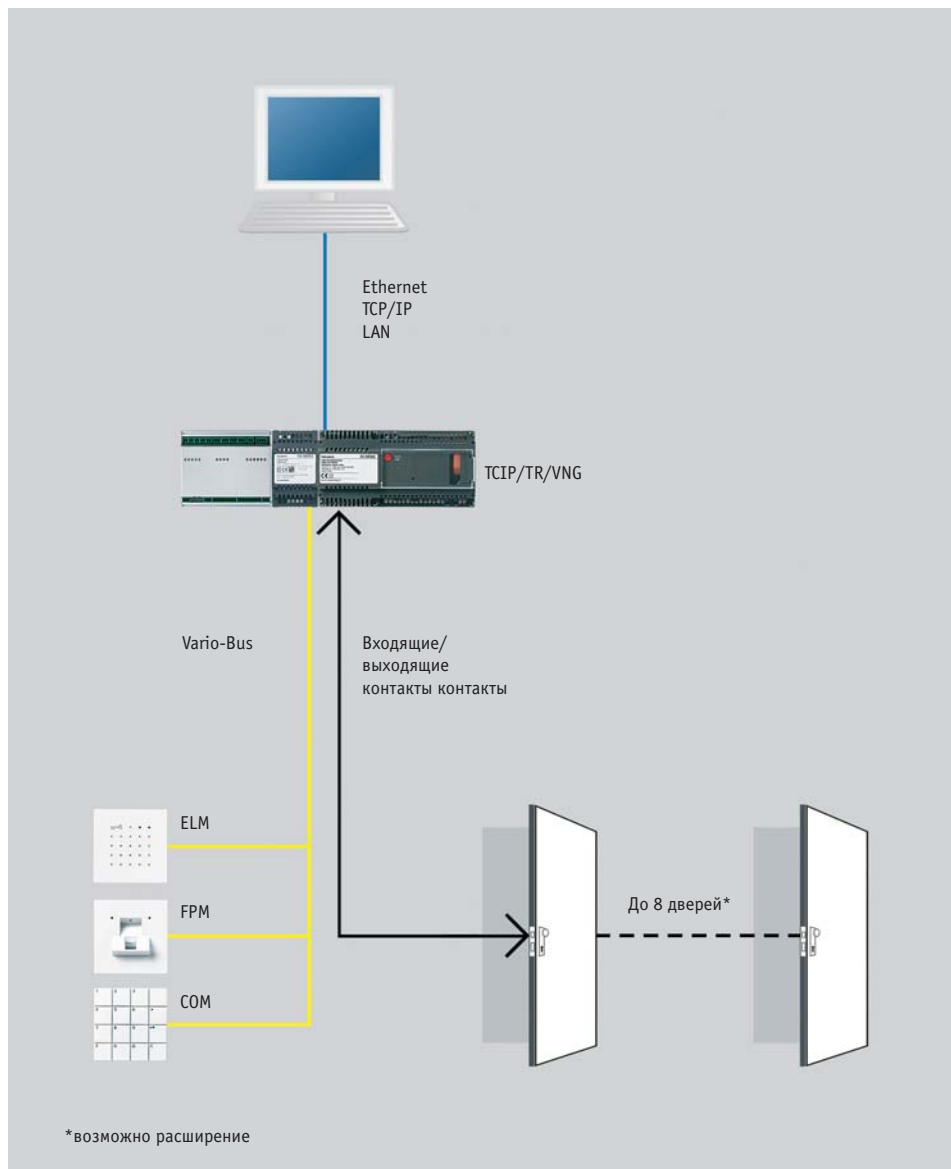 Ethernet
TCP/IP
LAN
TCIP/TR/VNG
Vario-Bus
Входящие/
выходящие
контакты контакты
ELM
FPM
COM
До 8 дверей*
*возможно расширение